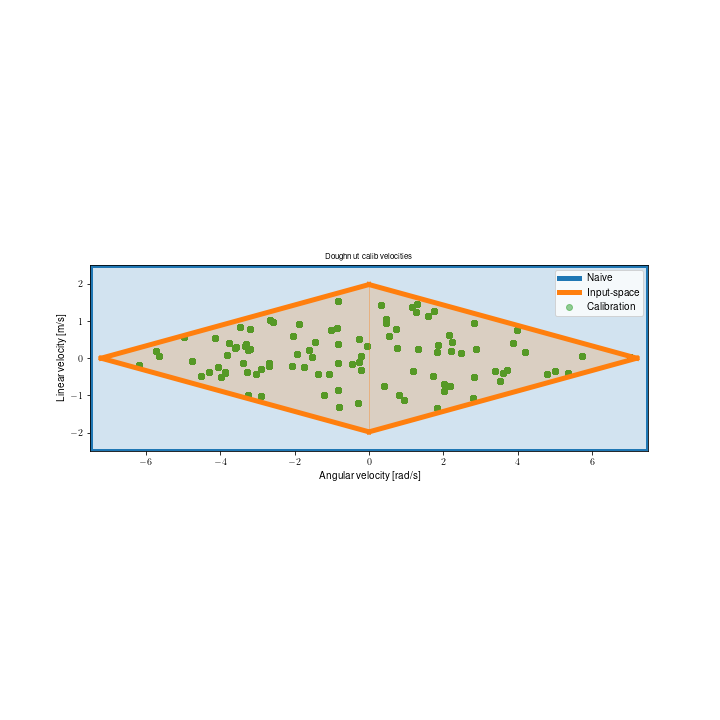 Doughnut calib velocities
Naive
Input-space
Calibration
2
1
0
−1
−2
Linear velocity [m/s]
−6
−4
−2
0
2
4
6
Angular velocity [rad/s]